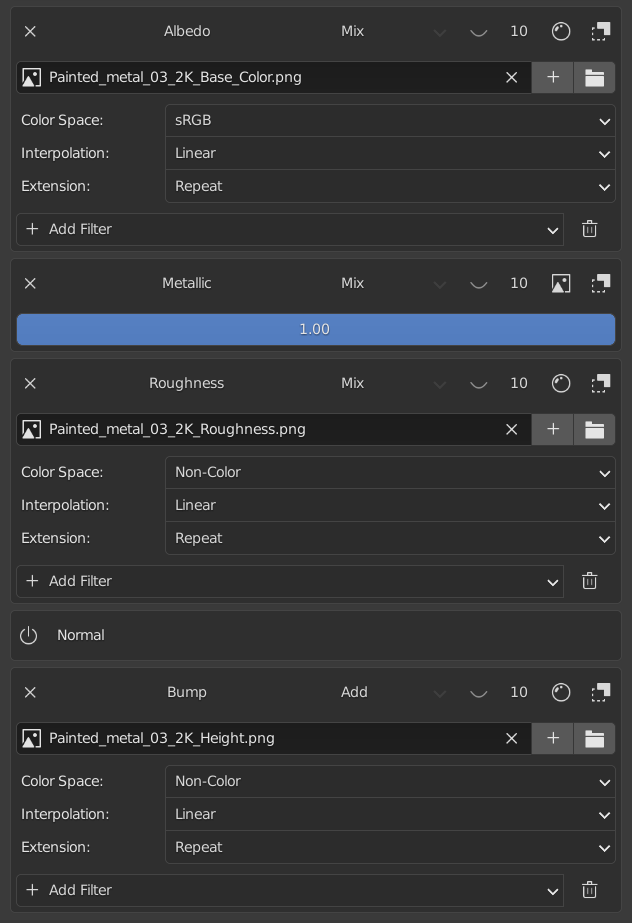 Albedo Mix 10
Painted_metal_03_2K_Base_Color.png
Color Space: sRGB
Interpolation: Linear
Extension: Repeat
Add Filter
Metallic Mix 10
1.00
Roughness Mix 10
Painted_metal_03_2K_Roughness.png
Color Space: Non-Color
Interpolation: Linear
Extension: Repeat
Add Filter
Normal
Bump Add 10
Painted_metal_03_2K_Height.png
Color Space: Non-Color
Interpolation: Linear
Extension: Repeat
Add Filter